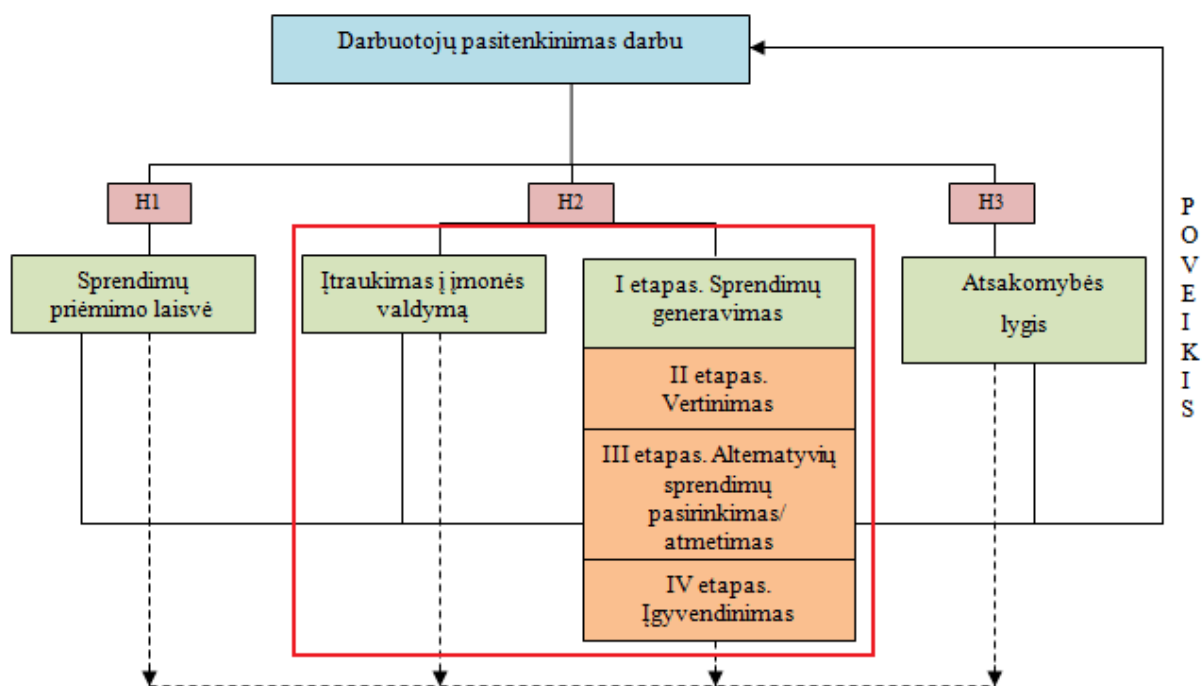 Darbuotojų pasitenkinimas darbu
H1
H2
H3
Sprendimų
priėmimo laisvė
Įtraukimas į įmonės
valdymą
I etapas. Sprendimų
generavimas
II etapas.
Vertinimas
III etapas. Alternatyvių
sprendimų
pasirinkimas/
atmetimas
IV etapas.
Įgyvendinimas
Atsakomybės
lygis
P
O
V
E
I
K
I
S